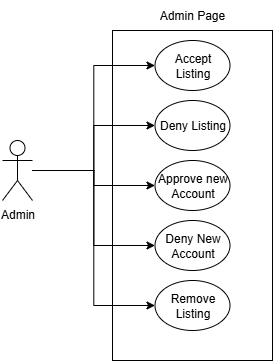 Admin Page
Accept
Listing
Deny Listing
Approve new
Account
Admin
Deny New
Account
Remove
Listing